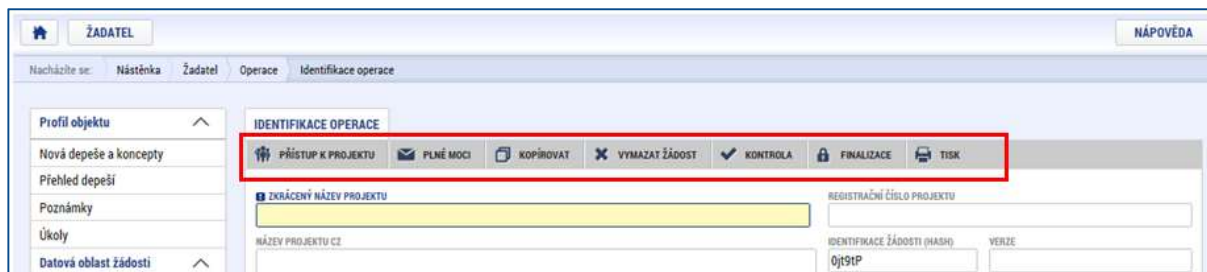 ŽADATEL NÁPOVĚDA
Nacházíte se: Nástěnka Žadatel Operace Identifikace operace
Profil objektu
Nová depeše a koncepty
Přehled depeší
Poznámky
Úkoly
Datová oblast žádosti
IDENTIFIKACE OPERACE
PŘÍSTUP K PROJEKTU PLNÉ MOCI KOPÍROVAT VYMAZAT ŽÁDOST KONTROLA FINALIZACE TISK
ZKRÁCENÝ NÁZEV PROJEKTU REGISTRAČNÍ ČÍSLO PROJEKTU
NÁZEV PROJEKTU CZ IDENTIFIKACE ŽÁDOSTI (HASH) VERZE
0jt9tP